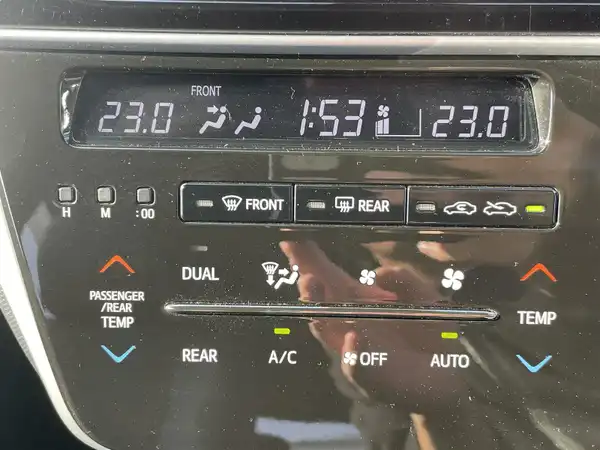 FRONT
23.0 1:53 23.0
H M :00 FRONT REAR
DUAL
PASSENGER
/REAR
TEMP TEMP
REAR A/C OFF AUTO